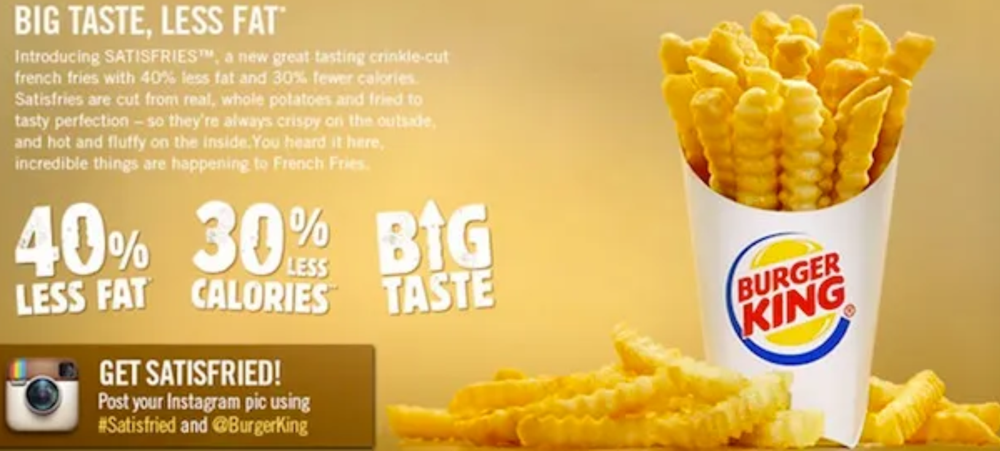 BIG TASTE, LESS FAT*
Introducing SATISFRIES™, a new great tasting crinkle-cut
french fries with 40% less fat and 30% fewer calories.
Satisfries are cut from real, whole potatoes and fried to
tasty perfection – so they're always crispy on the outside,
and hot and fluffy on the inside.You heard it here,
incredible things are happening to French Fries.
40%
LESS FAT*
30%
LESS
CALORIES**
BIG
TASTE
BURGER
KING®
GET SATISFRIED!
Post your Instagram pic using
#Satisfried and @BurgerKing